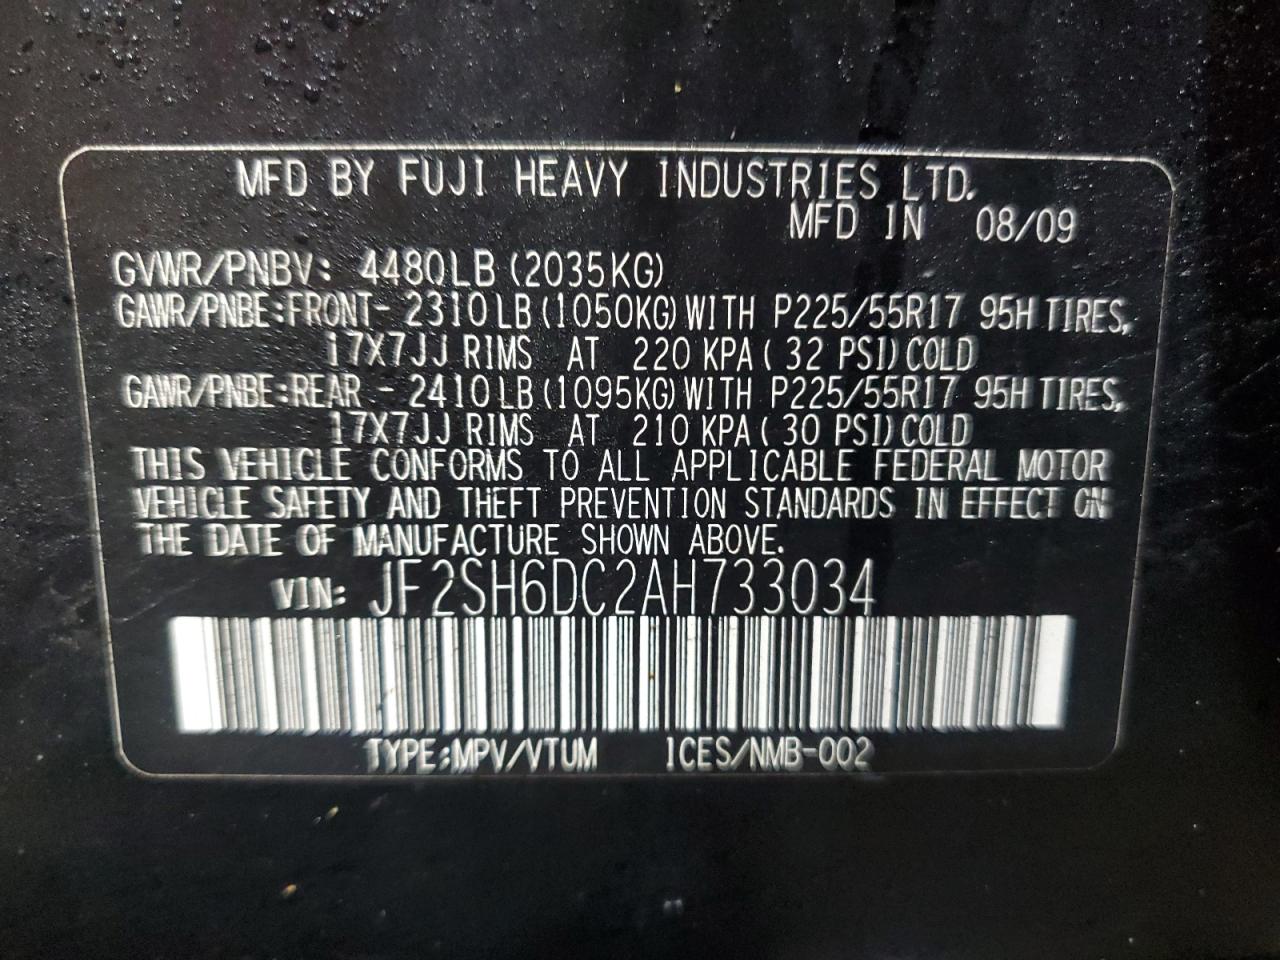 MFD BY FUJI HEAVY INDUSTRIES LTD.
MFD IN 08/09
GVWR/PNBV: 4480LB (2035KG)
GAWR/PNBE:FRONT- 2310LB(1050KG)WITH P225/55R17 95H TIRES,
17X7JJ RIMS AT 220 KPA( 32 PSI)COLD
GAWR/PNBE:REAR - 2410LB(1095KG)WITH P225/55R17 95H TIRES,
17X7JJ RIMS AT 210 KPA( 30 PSI)COLD
THIS VEHICLE CONFORMS TO ALL APPLICABLE FEDERAL MOTOR
VEHICLE SAFETY AND THEFT PREVENTION STANDARDS IN EFFECT ON
THE DATE OF MANUFACTURE SHOWN ABOVE.
VIN: JF2SH6DC2AH733034
TYPE:MPV/VTUM ICES/NMB-002